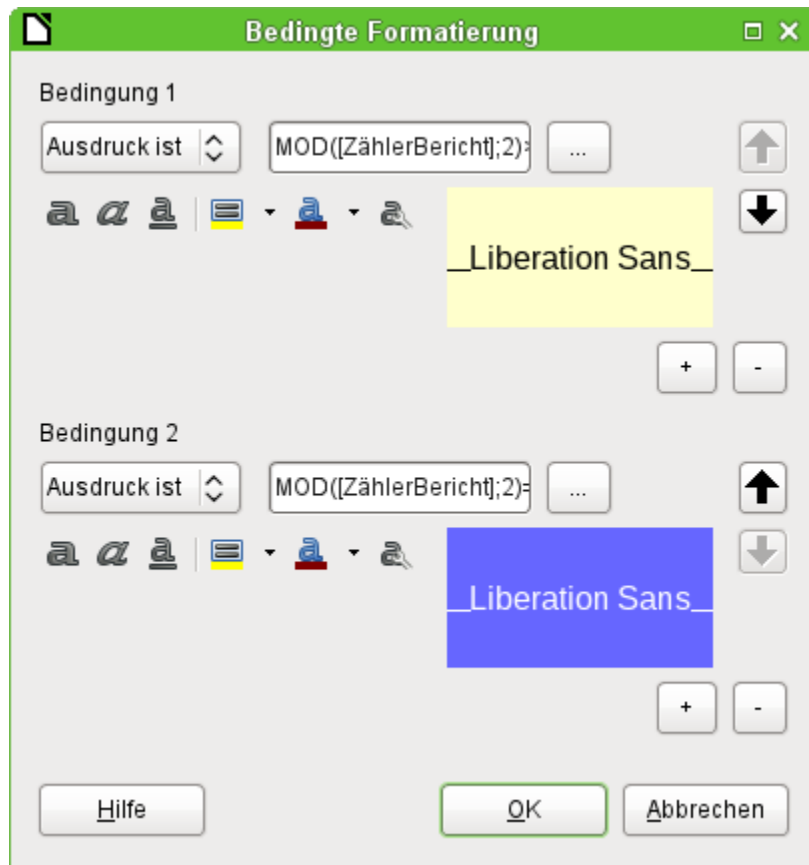 Bedingte Formatierung
Bedingung 1
Ausdruck ist MOD([ZählerBericht];2)> ...
_Liberation Sans_
+ -
Bedingung 2
Ausdruck ist MOD([ZählerBericht];2)= ...
_Liberation Sans_
+ -
Hilfe OK Abbrechen